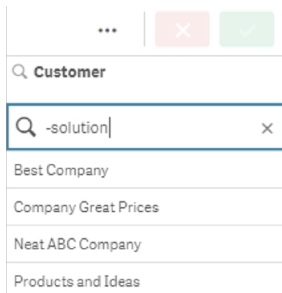 Customer
-solution
Best Company
Company Great Prices
Neat ABC Company
Products and Ideas